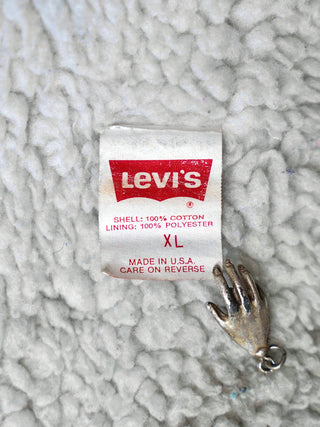 LEVI'S
®
SHELL: 100% COTTON
LINING: 100% POLYESTER
XL
MADE IN U.S.A.
CARE ON REVERSE